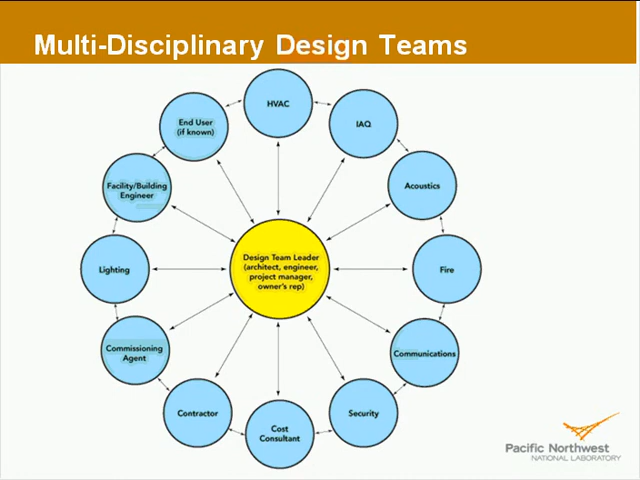 Multi-Disciplinary Design Teams
HVAC
IAQ
Acoustics
Fire
Communications
Security
Cost
Consultant
Contractor
Commissioning
Agent
Lighting
Facility/Building
Engineer
End User
(if known)
Design Team Leader
(architect, engineer,
project manager,
owner's rep)
Pacific Northwest
NATIONAL LABORATORY